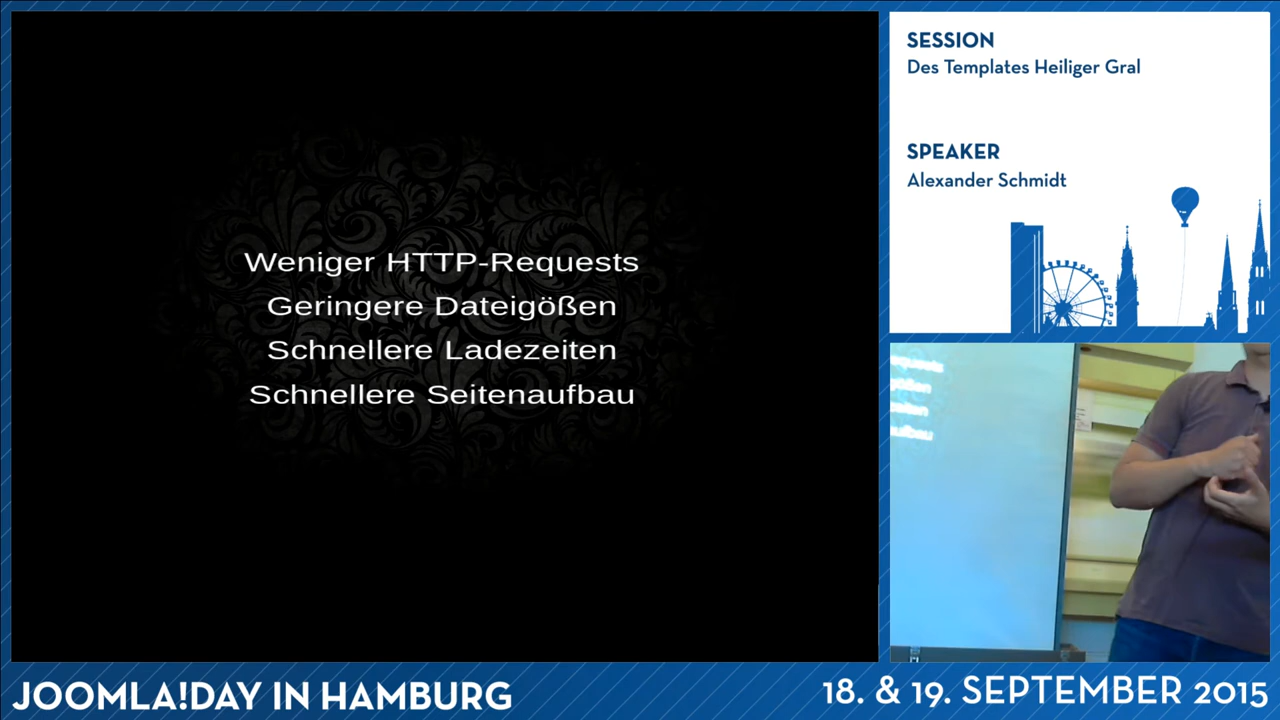 Weniger HTTP-Requests
Geringere Dateigößen
Schnellere Ladezeiten
Schnellere Seitenaufbau
SESSION
Des Templates Heiliger Gral
SPEAKER
Alexander Schmidt
JOOMLA!DAY IN HAMBURG
18. & 19. SEPTEMBER 2015